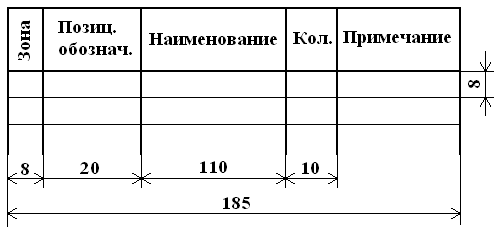 Зона
Позиц.
обознач.
Наименование
Кол.
Примечание
8
8
20
110
10
185